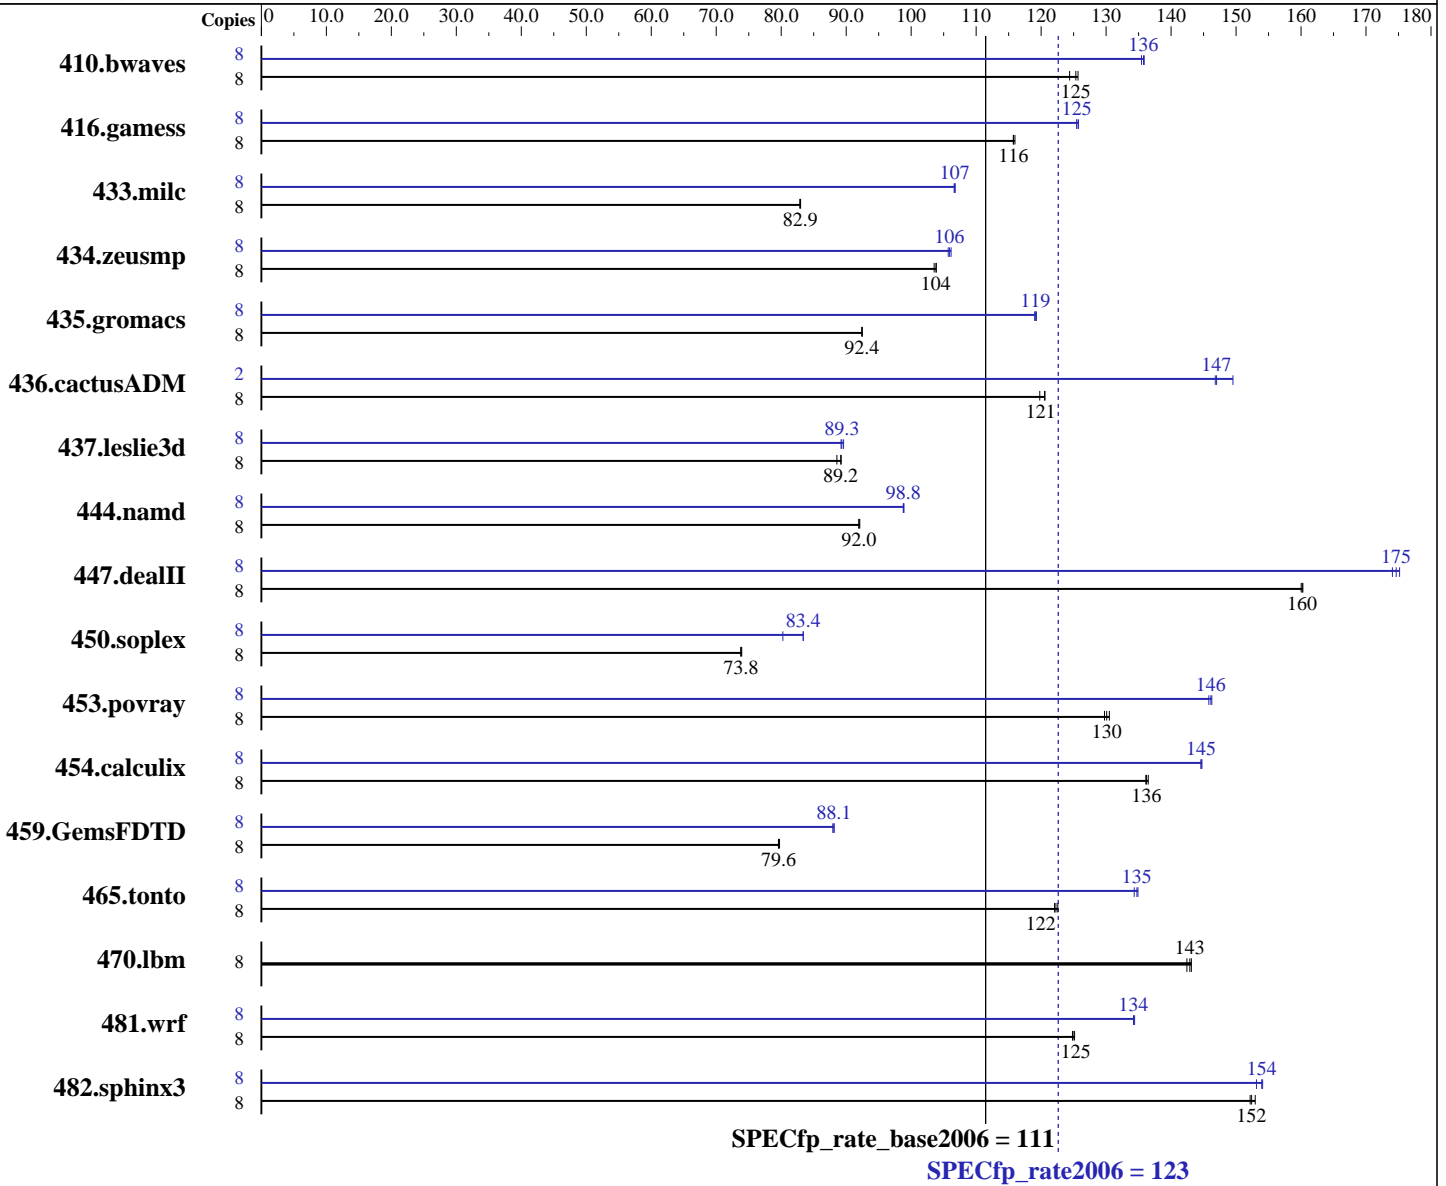 Copies 0 10.0 20.0 30.0 40.0 50.0 60.0 70.0 80.0 90.0 100 110 120 130 140 150 160 170 180
410.bwaves 8 136
8 125
416.gamess 8 125
8 116
433.milc 8 107
8 82.9
434.zeusmp 8 106
8 104
435.gromacs 8 119
8 92.4
436.cactusADM 2 147
8 121
437.leslie3d 8 89.3
8 89.2
444.namd 8 98.8
8 92.0
447.dealII 8 175
8 160
450.soplex 8 83.4
8 73.8
453.povray 8 146
8 130
454.calculix 8 145
8 136
459.GemsFDTD 8 88.1
8 79.6
465.tonto 8 135
8 122
470.lbm 8 143
481.wrf 8 134
8 125
482.sphinx3 8 154
8 152
SPECfp_rate_base2006 = 111
SPECfp_rate2006 = 123